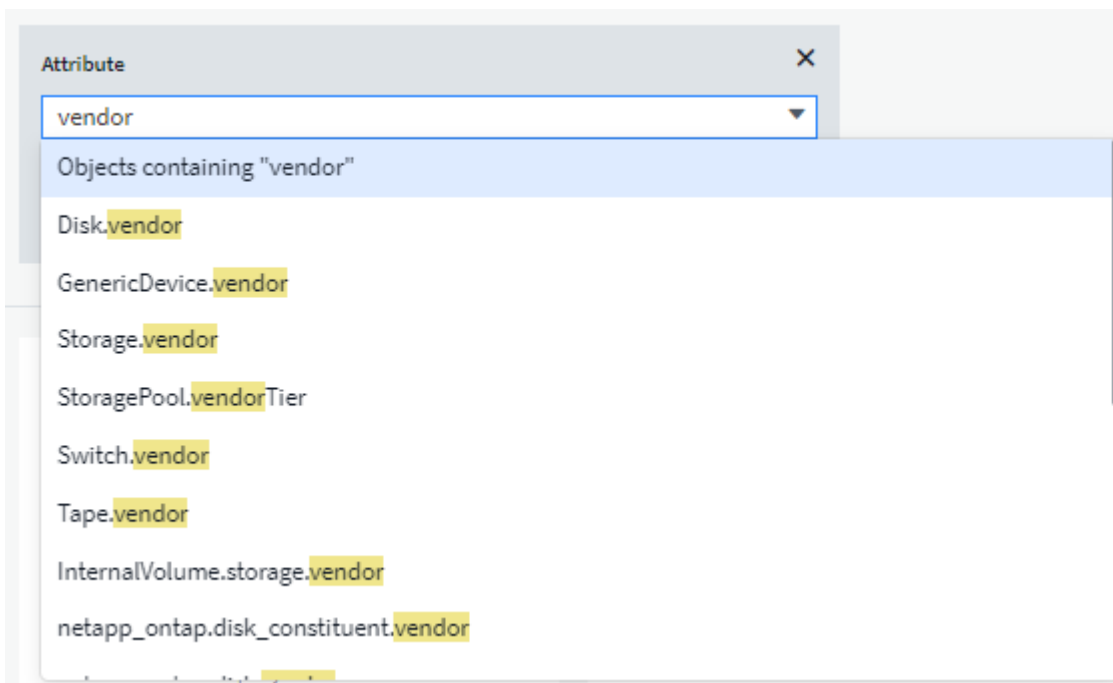 Attribute
vendor
Objects containing "vendor"
Disk.vendor
GenericDevice.vendor
Storage.vendor
StoragePool.vendorTier
Switch.vendor
Tape.vendor
InternalVolume.storage.vendor
netapp_ontap.disk_constituent.vendor